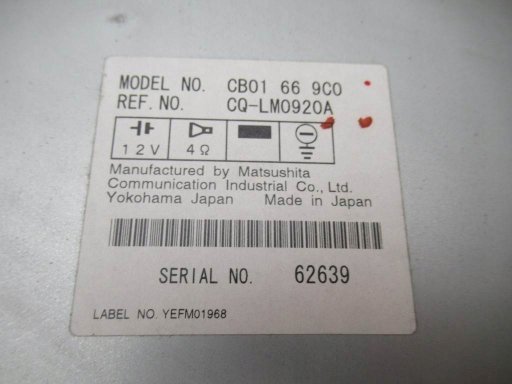 MODEL NO. CB01 66 9C0
REF. NO. CQ-LM0920A
12V 4Ω
Manufactured by Matsushita
Communication Industrial Co., Ltd.
Yokohama Japan Made in Japan
SERIAL NO. 62639
LABEL NO. YEFM01968